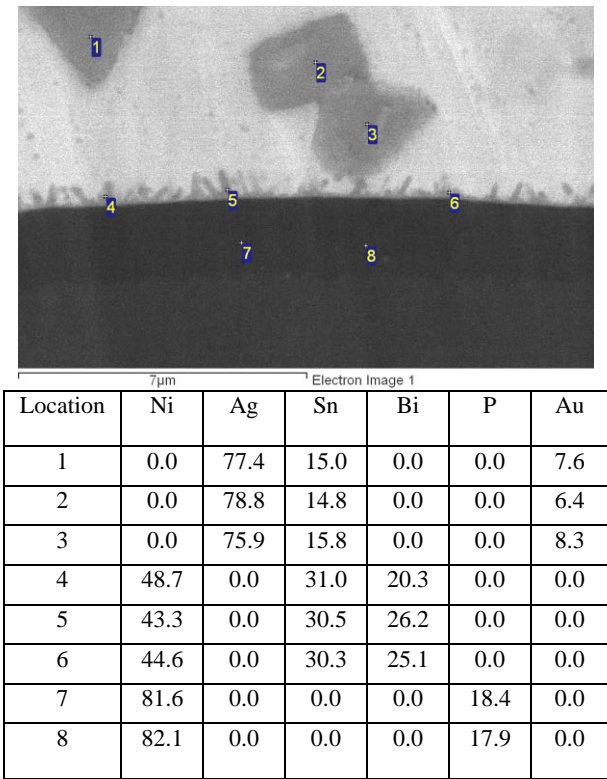 1
2
3
4
5
6
7
8
7µm Electron Image 1
Location Ni Ag Sn Bi P Au
1 0.0 77.4 15.0 0.0 0.0 7.6
2 0.0 78.8 14.8 0.0 0.0 6.4
3 0.0 75.9 15.8 0.0 0.0 8.3
4 48.7 0.0 31.0 20.3 0.0 0.0
5 43.3 0.0 30.5 26.2 0.0 0.0
6 44.6 0.0 30.3 25.1 0.0 0.0
7 81.6 0.0 0.0 0.0 18.4 0.0
8 82.1 0.0 0.0 0.0 17.9 0.0